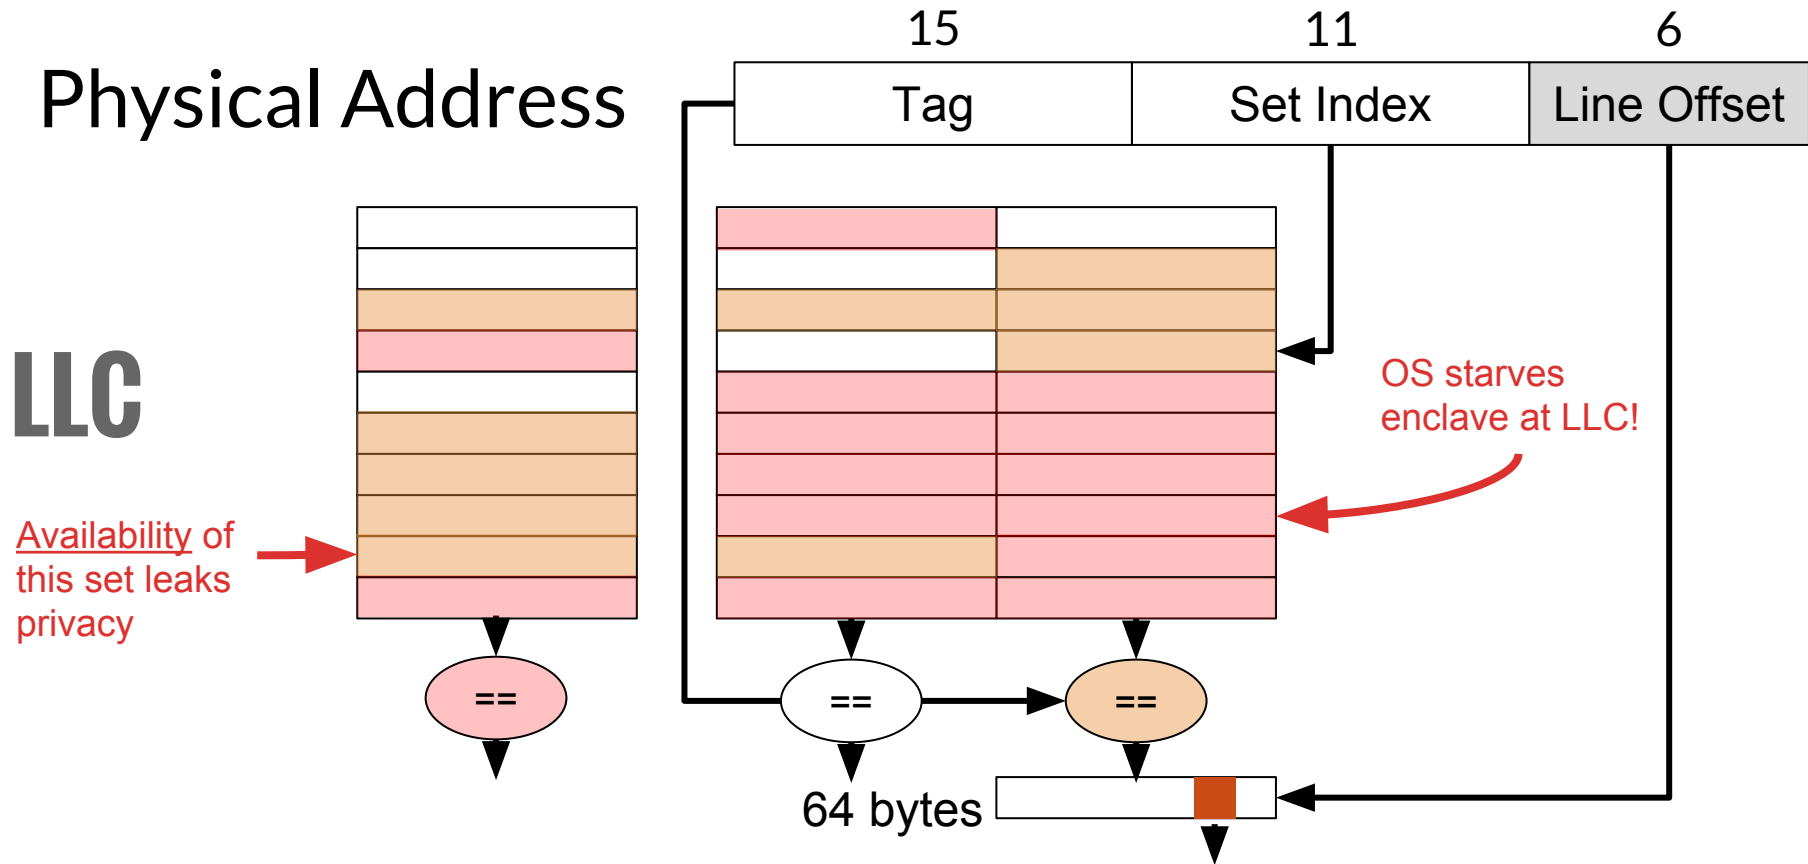 15 11 6
Physical Address
Tag Set Index Line Offset
LLC
OS starves
enclave at LLC!
Availability of
this set leaks
privacy
== == ==
64 bytes